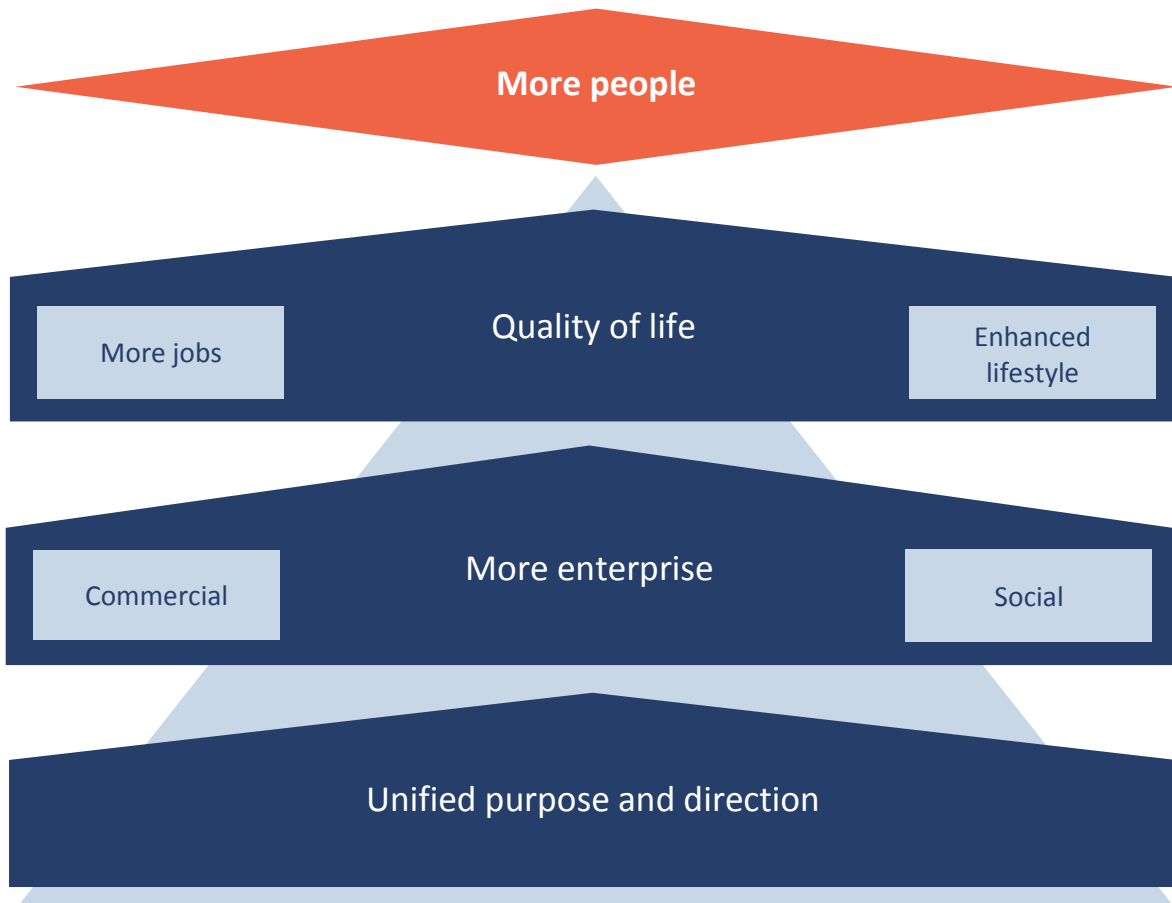 More people
Quality of life
More jobs
Enhanced
lifestyle
More enterprise
Commercial
Social
Unified purpose and direction